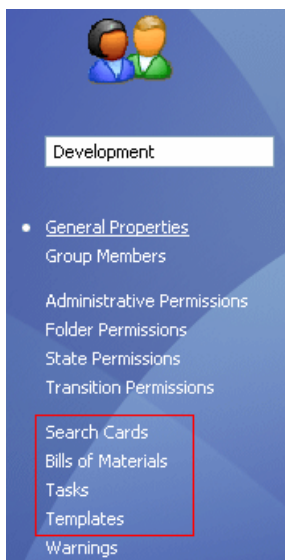 Development
General Properties
Group Members
Administrative Permissions
Folder Permissions
State Permissions
Transition Permissions
Search Cards
Bills of Materials
Tasks
Templates
Warnings